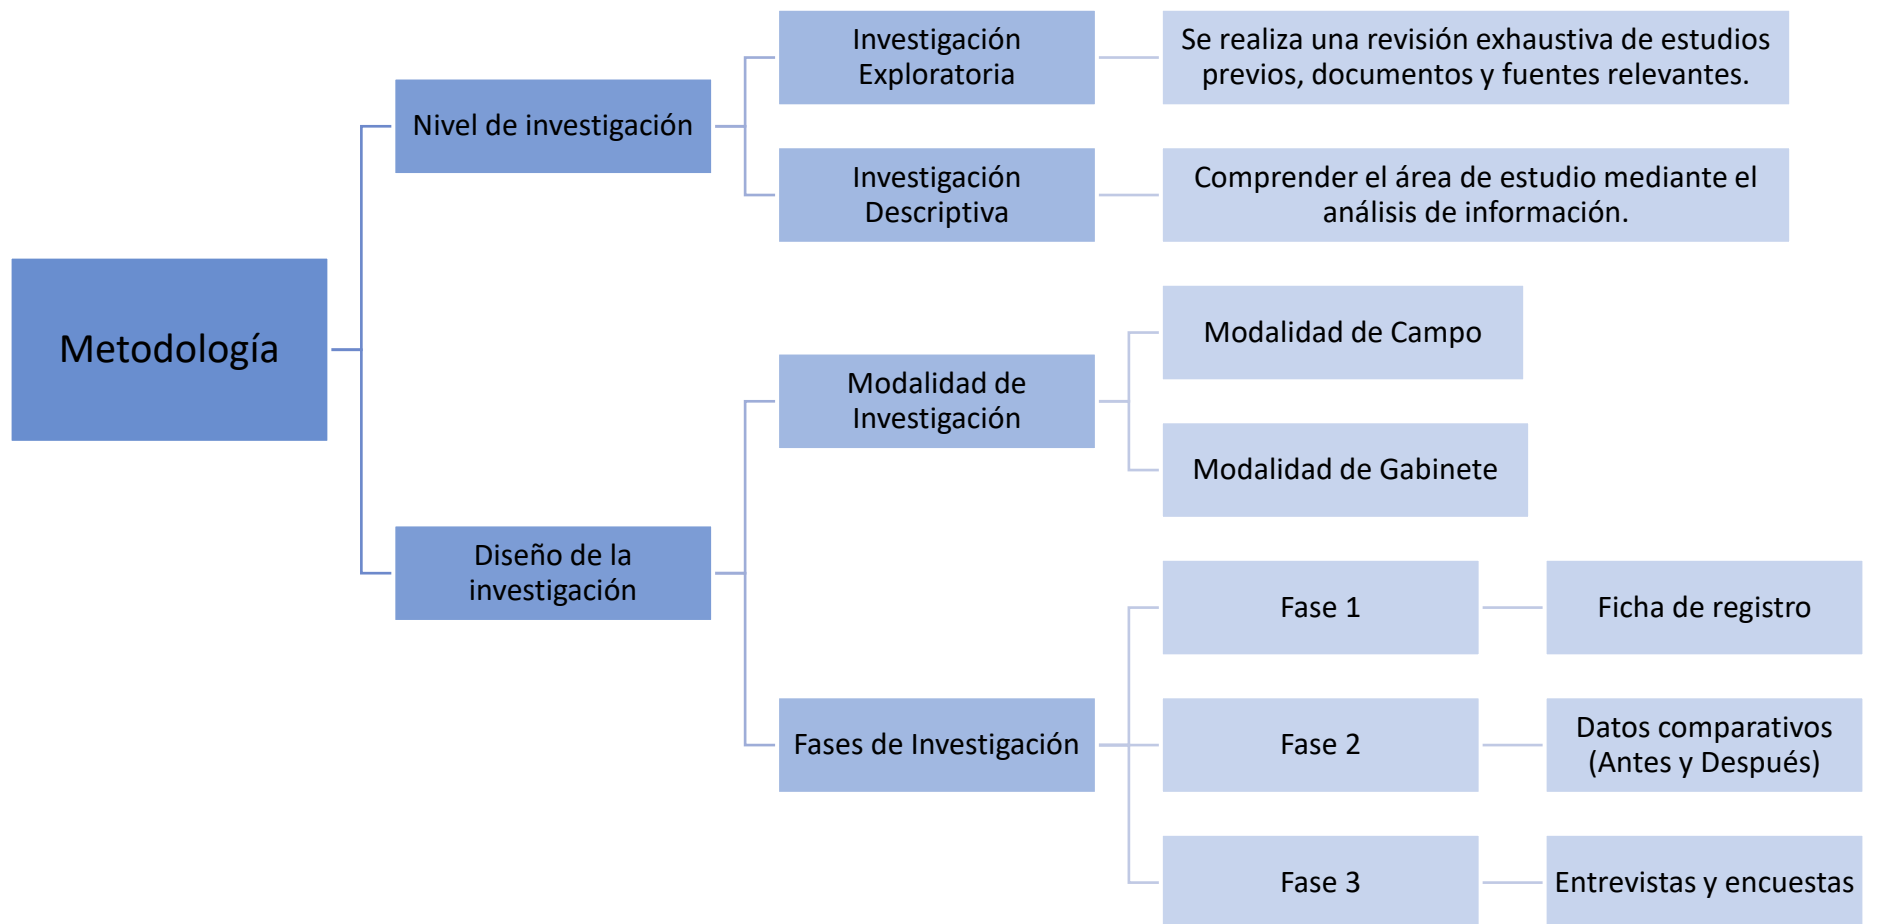 Metodología
Nivel de investigación
Investigación
Exploratoria
Se realiza una revisión exhaustiva de estudios
previos, documentos y fuentes relevantes.
Investigación
Descriptiva
Comprender el área de estudio mediante el
análisis de información.
Diseño de la
investigación
Modalidad de
Investigación
Modalidad de Campo
Modalidad de Gabinete
Fases de Investigación
Fase 1
Ficha de registro
Fase 2
Datos comparativos
(Antes y Después)
Fase 3
Entrevistas y encuestas